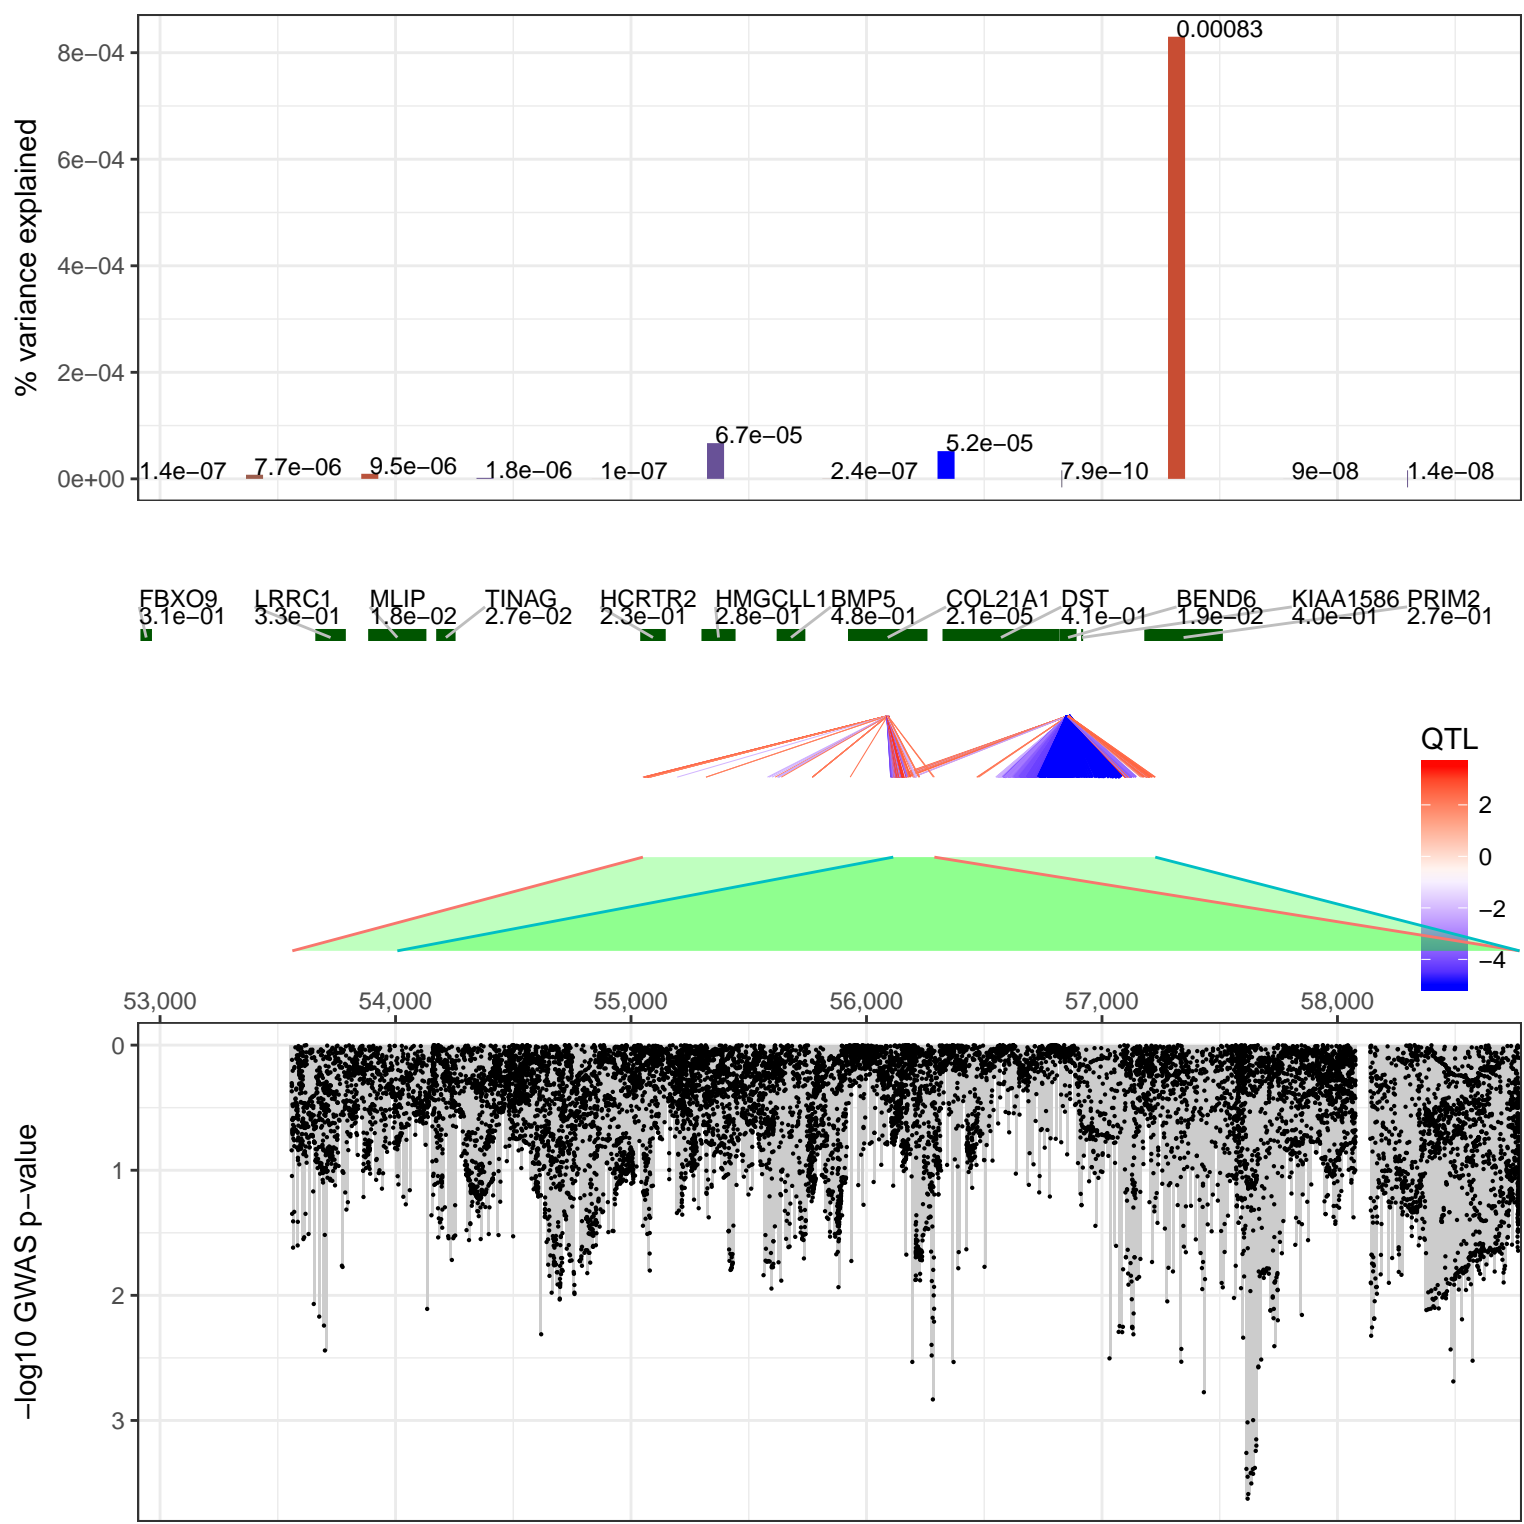 % variance explained
8e−04
6e−04
4e−04
2e−04
0e+00
0.00083
1.4e−07 7.7e−06 9.5e−06 1.8e−06 1e−07 6.7e−05 2.4e−07 5.2e−05 7.9e−10 9e−08 1.4e−08
FBXO9 LRRC1 MLIP TINAG HCRTR2 HMGCLL1 BMP5 COL21A1 DST BEND6 KIAA1586 PRIM2
3.1e−01 3.3e−01 1.8e−02 2.7e−02 2.3e−01 2.8e−01 4.8e−01 2.1e−05 4.1e−01 1.9e−02 4.0e−01 2.7e−01
QTL
2
0
−2
−4
53,000 54,000 55,000 56,000 57,000 58,000
−log10 GWAS p−value
0
1
2
3